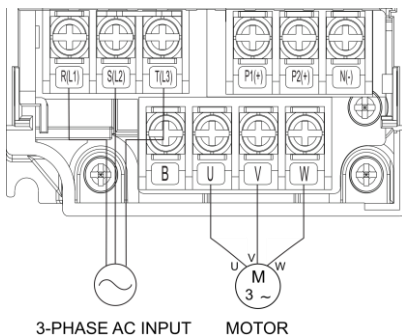 R(L1) S(L2) T(L3) P1(+) P2(+) N(-)
B U V W
U V W
M
3 ~
3-PHASE AC INPUT MOTOR